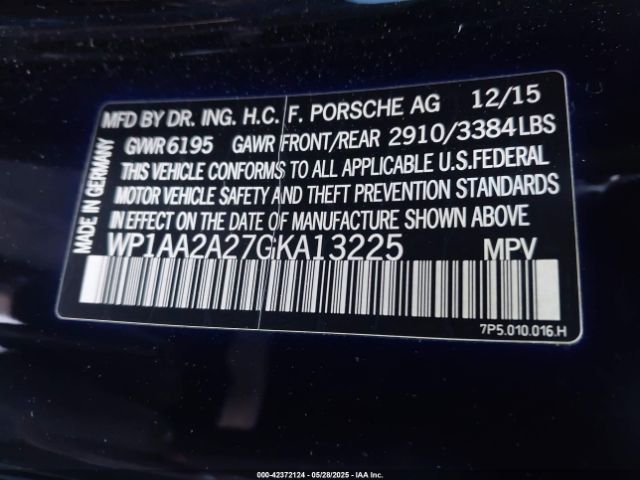 MFD BY DR. ING. H.C. F. PORSCHE AG 12/15
GVWR 6195 GAWR FRONT/REAR 2910/3384LBS
THIS VEHICLE CONFORMS TO ALL APPLICABLE U.S.FEDERAL
MOTOR VEHICLE SAFETY AND THEFT PREVENTION STANDARDS
IN EFFECT ON THE DATE OF MANUFACTURE SHOWN ABOVE
WP1AA2A27GKA13225 MPV
MADE IN GERMANY
7P5.010.016.H
000-42372124 | 05/28/2025 | IAA Inc.